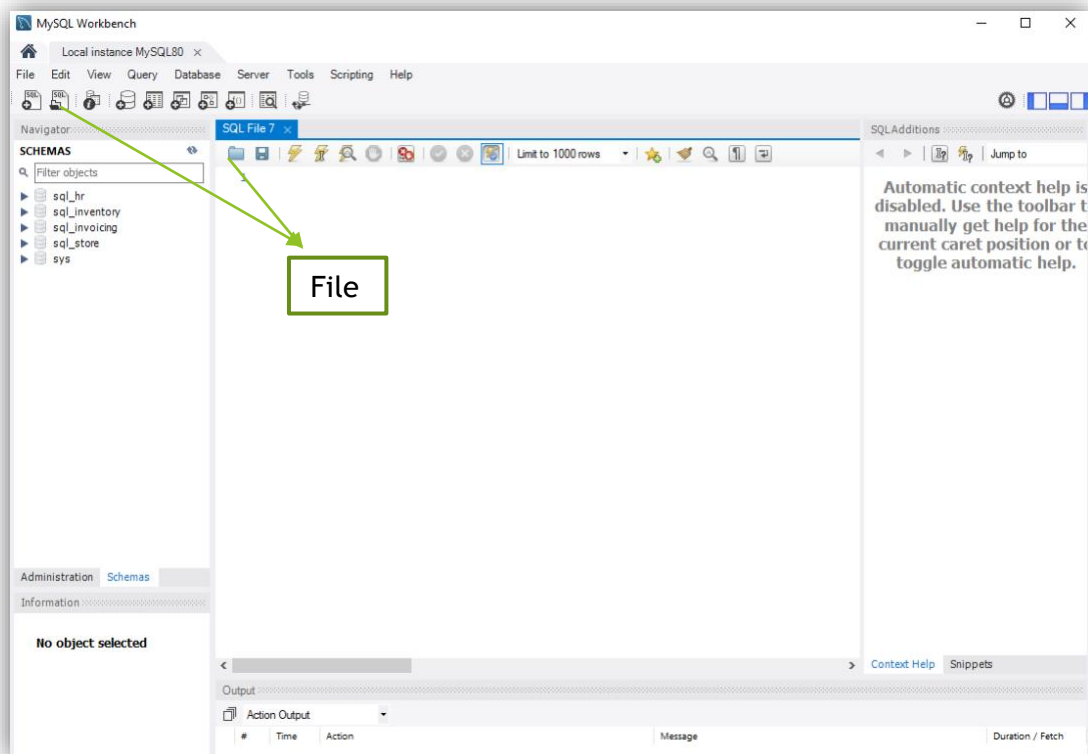 MySQL Workbench
Local instance MySQL80
File Edit View Query Database Server Tools Scripting Help
Navigator
SQL File 7
SQLAdditions
SCHEMAS
Limit to 1000 rows
Jump to
Filter objects
1
sql_hr
sql_inventory
sql_invoicing
sql_store
sys
Automatic context help is
disabled. Use the toolbar t
manually get help for the
current caret position or to
toggle automatic help.
File
Administration Schemas
Information
No object selected
Context Help Snippets
Output
Action Output
# Time Action Message Duration / Fetch